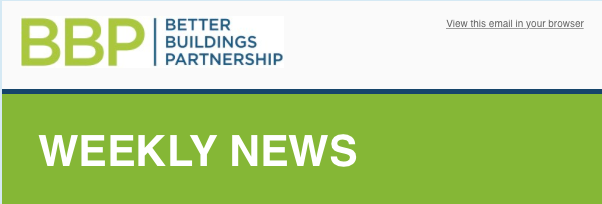 View this email in your browser
BBP
BETTER
BUILDINGS
PARTNERSHIP
WEEKLY NEWS